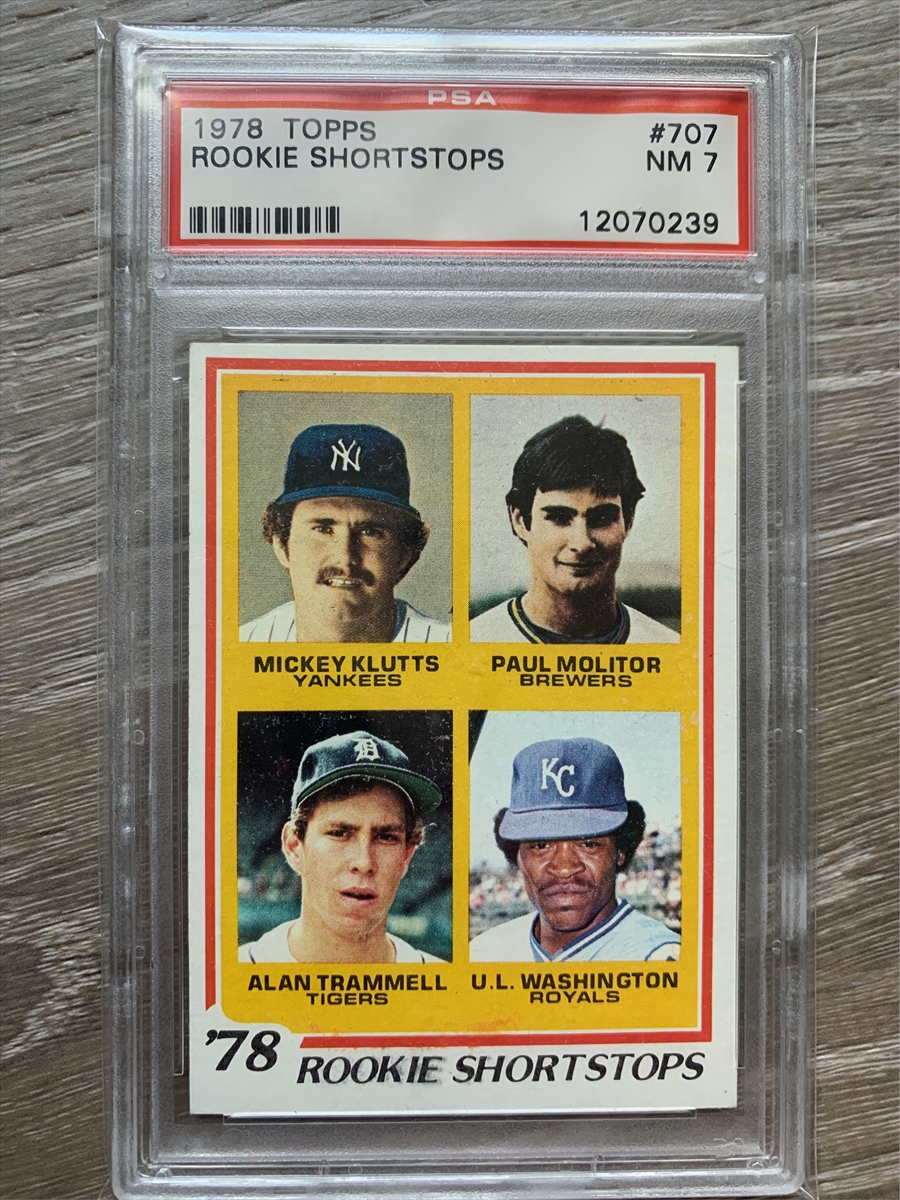 PSA
1978 TOPPS #707
ROOKIE SHORTSTOPS NM 7
12070239
NY
MICKEY KLUTTS PAUL MOLITOR
YANKEES BREWERS
D KC
ALAN TRAMMELL U.L. WASHINGTON
TIGERS ROYALS
'78 ROOKIE SHORTSTOPS